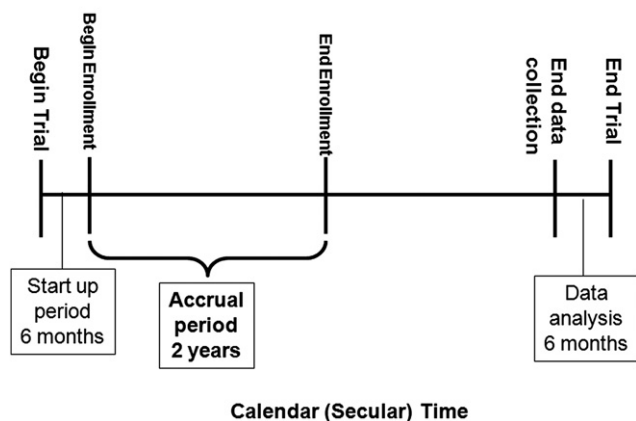 Begin Trial
BegIn Enrollment
End Enrollment
End data
collection
End Trial
Start up
period
6 months
Accrual
period
2 years
Data
analysis
6 months
Calendar (Secular) Time